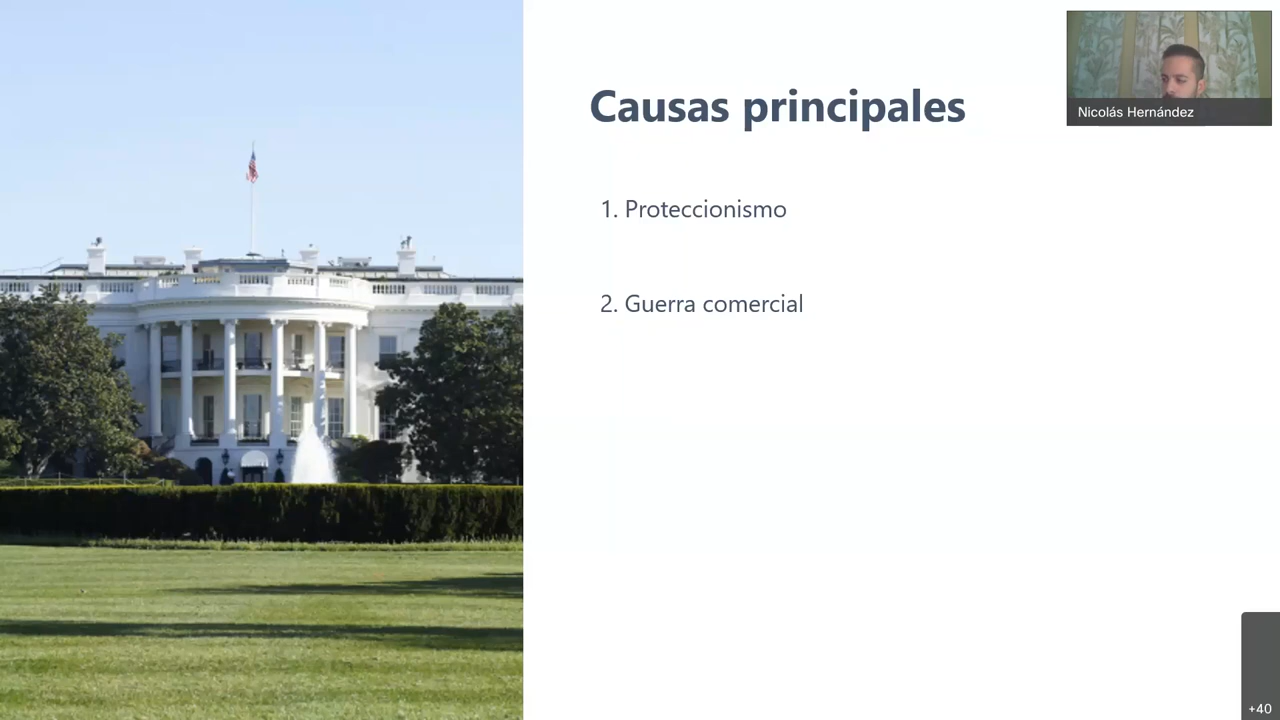 Causas principales
Nicolás Hernández
1. Proteccionismo
2. Guerra comercial
+40